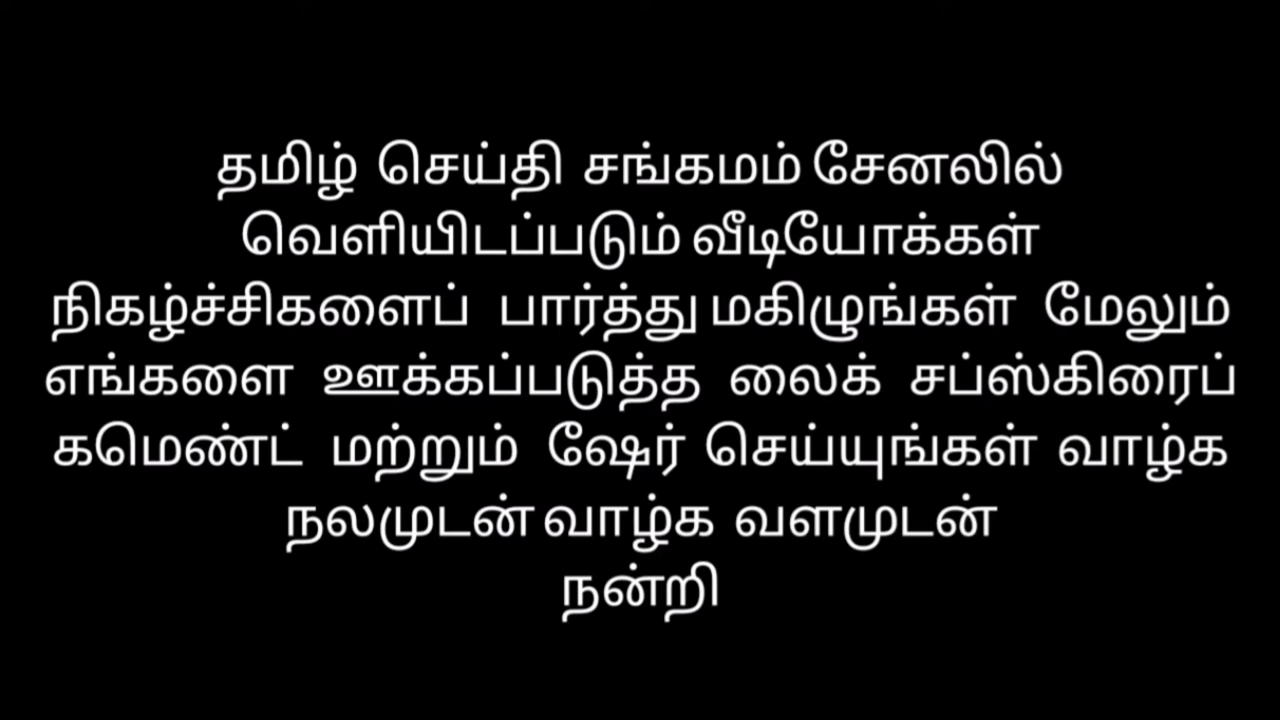 தமிழ் செய்தி சங்கமம் சேனலில்
வெளியிடப்படும் வீடியோக்கள்
நிகழ்ச்சிகளைப் பார்த்து மகிழுங்கள் மேலும்
எங்களை ஊக்கப்படுத்த லைக் சப்ஸ்கிரைப்
கமெண்ட் மற்றும் ஷேர் செய்யுங்கள் வாழ்க
நலமுடன் வாழ்க வளமுடன்
நன்றி